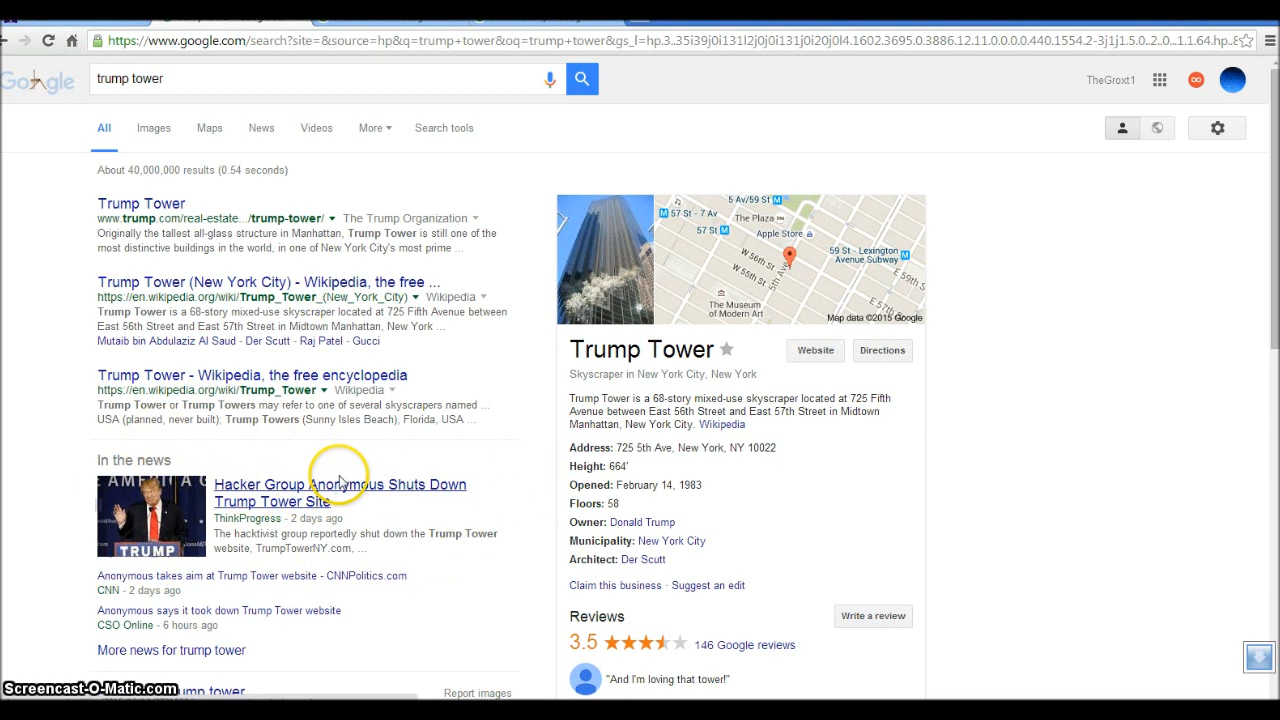 https://www.google.com/search?site=&source=hp&q=trump+tower&oq=trump+tower&gs_l=hp.3..35i39j0i131l2j0j0i131j0i20j0l4.1602.3695.0.3886.12.11.0.0.0.0.440.1554.2-3j1j1.5.0..2..0...1.1.64.hp..
Google
trump tower
TheGroxt1
All Images Maps News Videos More Search tools
About 40,000,000 results (0.54 seconds)
Trump Tower
www.trump.com/real-estate.../trump-tower/ The Trump Organization
Originally the tallest all-glass structure in Manhattan, Trump Tower is still one of the
most distinctive buildings in the world, in one of New York City's most prime ...
Trump Tower (New York City) - Wikipedia, the free ...
https://en.wikipedia.org/wiki/Trump_Tower_(New_York_City) Wikipedia
Trump Tower is a 68-story mixed-use skyscraper located at 725 Fifth Avenue between
East 56th Street and East 57th Street in Midtown Manhattan, New York ...
Mutaib bin Abdulaziz Al Saud - Der Scutt - Raj Patel - Gucci
Trump Tower - Wikipedia, the free encyclopedia
https://en.wikipedia.org/wiki/Trump_Tower Wikipedia
Trump Tower or Trump Towers may refer to one of several skyscrapers named ...
USA (planned, never built); Trump Towers (Sunny Isles Beach), Florida, USA ...
In the news
AMERICA G
TRUMP
Hacker Group Anonymous Shuts Down
Trump Tower Site
ThinkProgress - 2 days ago
The hacktivist group reportedly shut down the Trump Tower
website, TrumpTowerNY.com, ...
Anonymous takes aim at Trump Tower website - CNNPolitics.com
CNN - 2 days ago
Anonymous says it took down Trump Tower website
CSO Online - 6 hours ago
More news for trump tower
ump tower
Report images
5 Av/59 St M
M 57 St - 7 Av
The Plaza
57 St M
Apple Store
59 St - Lexington
Avenue Subway M
W 56th St
W 55th St
5th Ave
E 59th S
E 57th St
The Museum
of Modern Art
Map data ©2015 Google
Trump Tower
Website
Directions
Skyscraper in New York City, New York
Trump Tower is a 68-story mixed-use skyscraper located at 725 Fifth
Avenue between East 56th Street and East 57th Street in Midtown
Manhattan, New York City. Wikipedia
Address: 725 5th Ave, New York, NY 10022
Height: 664′
Opened: February 14, 1983
Floors: 58
Owner: Donald Trump
Municipality: New York City
Architect: Der Scutt
Claim this business · Suggest an edit
Reviews
Write a review
3.5 146 Google reviews
"And I'm loving that tower!"
Screencast-O-Matic.com